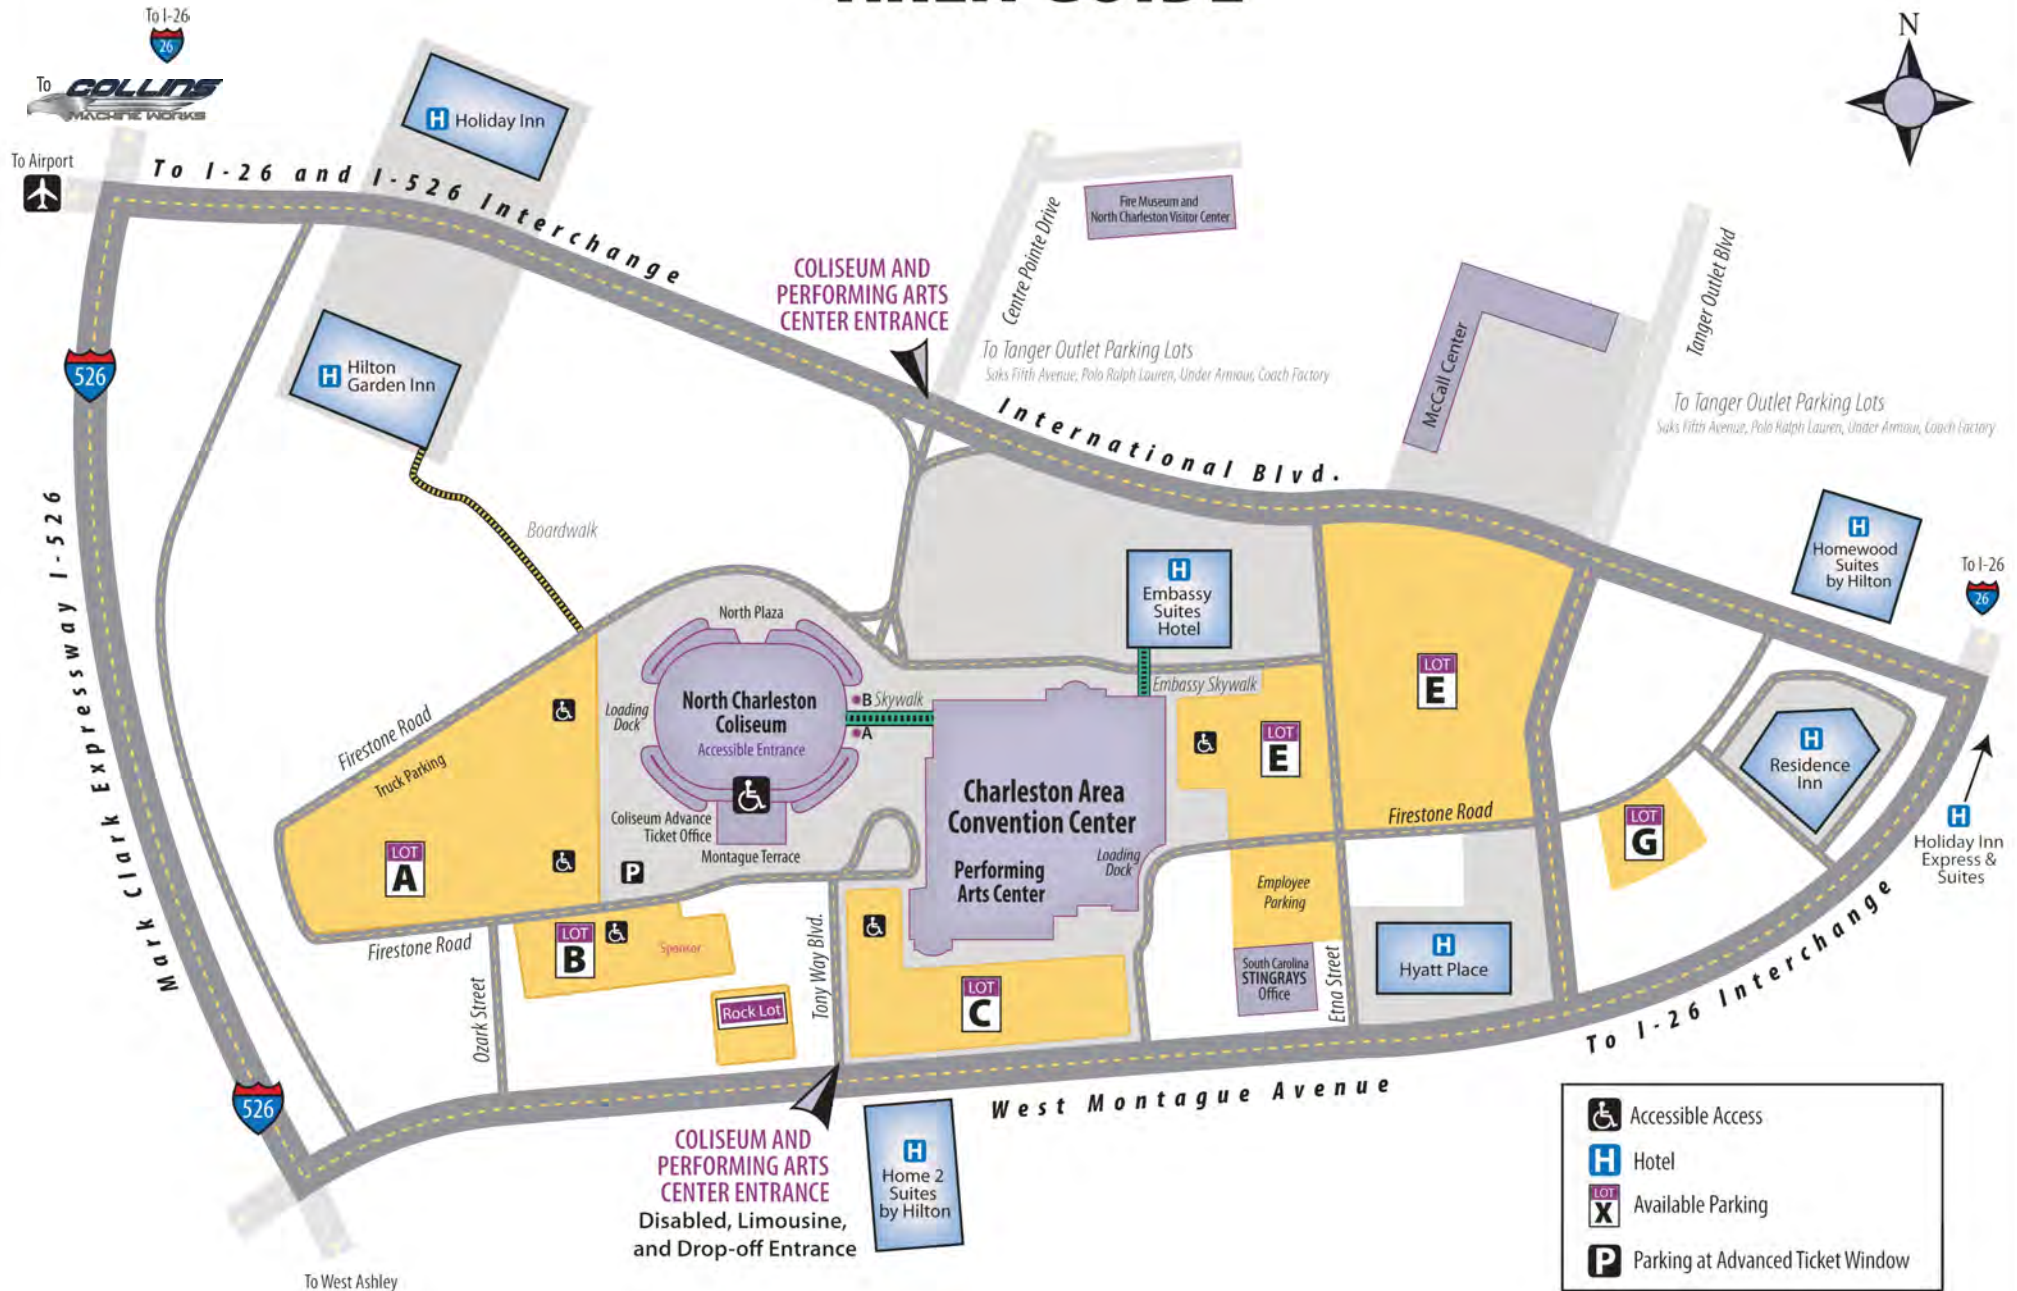 AREA GUIDE
To I-26
26
To COLLINS
MACHINE WORKS
N
To Airport
Holiday Inn
H
To I-26 and I-526 Interchange
Fire Museum and
North Charleston Visitor Center
Centre Pointe Drive
COLISEUM AND
PERFORMING ARTS
CENTER ENTRANCE
To Tanger Outlet Parking Lots
Saks Fifth Avenue, Polo Ralph Lauren, Under Armour, Coach Factory
McCall Center
Tanger Outlet Blvd
To Tanger Outlet Parking Lots
Saks Fifth Avenue, Polo Ralph Lauren, Under Armour, Coach Factory
526
H
Hilton
Garden Inn
International Blvd.
Mark Clark Expressway I-526
Boardwalk
H
Embassy
Suites
Hotel
H
Homewood
Suites
by Hilton
To I-26
26
North Plaza
North Charleston
Coliseum
Accessible Entrance
Loading
Dock
B Skywalk
A
Embassy Skywalk
LOT
E
LOT
E
Firestone Road
Truck Parking
LOT
A
Coliseum Advance
Ticket Office
Montague Terrace
P
Charleston Area
Convention Center
Performing
Arts Center
Loading
Dock
Firestone Road
LOT
G
H
Residence
Inn
H
Holiday Inn
Express &
Suites
Employee
Parking
Firestone Road
LOT
B
Sponsor
Rock Lot
Ozark Street
Tony Way Blvd.
LOT
C
South Carolina
STINGRAYS
Office
Etna Street
H
Hyatt Place
To I-26 Interchange
West Montague Avenue
526
COLISEUM AND
PERFORMING ARTS
CENTER ENTRANCE
Disabled, Limousine,
and Drop-off Entrance
H
Home 2
Suites
by Hilton
To West Ashley
Accessible Access
H Hotel
LOT
X
Available Parking
P Parking at Advanced Ticket Window